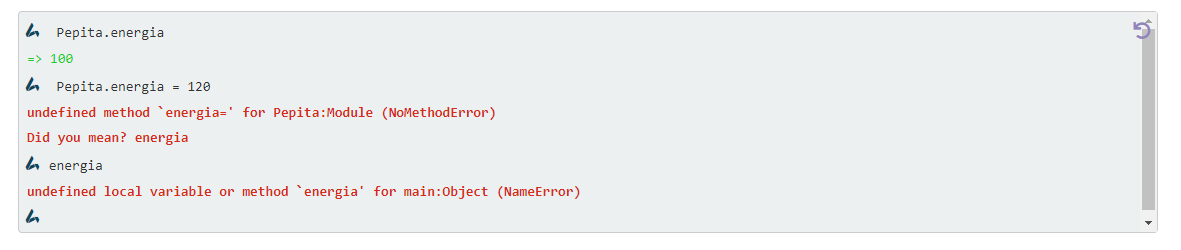 Pepita.energia
=> 100
Pepita.energia = 120
undefined method `energia=' for Pepita:Module (NoMethodError)
Did you mean? energia
energia
undefined local variable or method `energia' for main:Object (NameError)